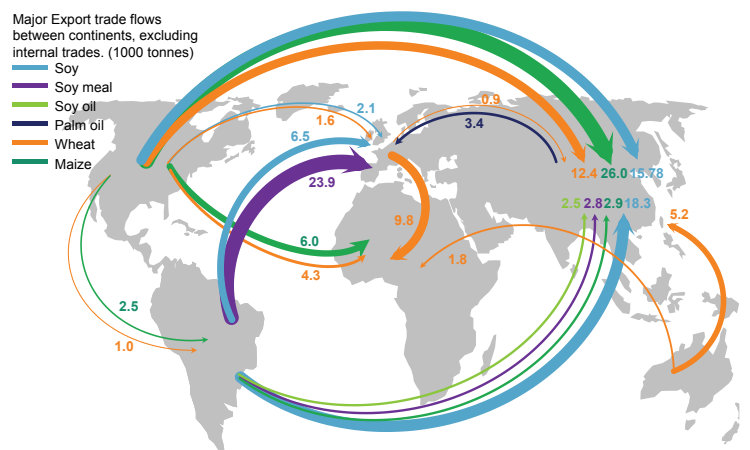 Major Export trade flows
between continents, excluding
internal trades. (1000 tonnes)
Soy
Soy meal
Soy oil
Palm oil
Wheat
Maize
2.1
1.6
0.9
3.4
6.5
23.9
12.4 26.0 15.78
2.5 2.8 2.9 18.3
5.2
9.8
6.0
4.3
1.8
2.5
1.0